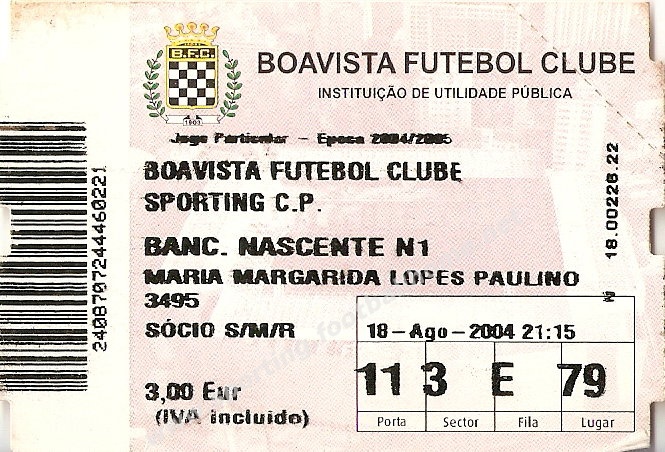 B.F.C.
1903
BOAVISTA FUTEBOL CLUBE
INSTITUIÇÃO DE UTILIDADE PÚBLICA
Jogo Particular - Epoca 2004/2005
BOAVISTA FUTEBOL CLUBE
SPORTING C.P.
BANC. NASCENTE N1
MARIA MARGARIDA LOPES PAULINO
3495
SÓCIO S/M/R
18-Ago-2004 21:15
11 3 E 79
Porta Sector Fila Lugar
3,00 Eur
(IVA incluido)
2408707244460221
18.00226.22
N